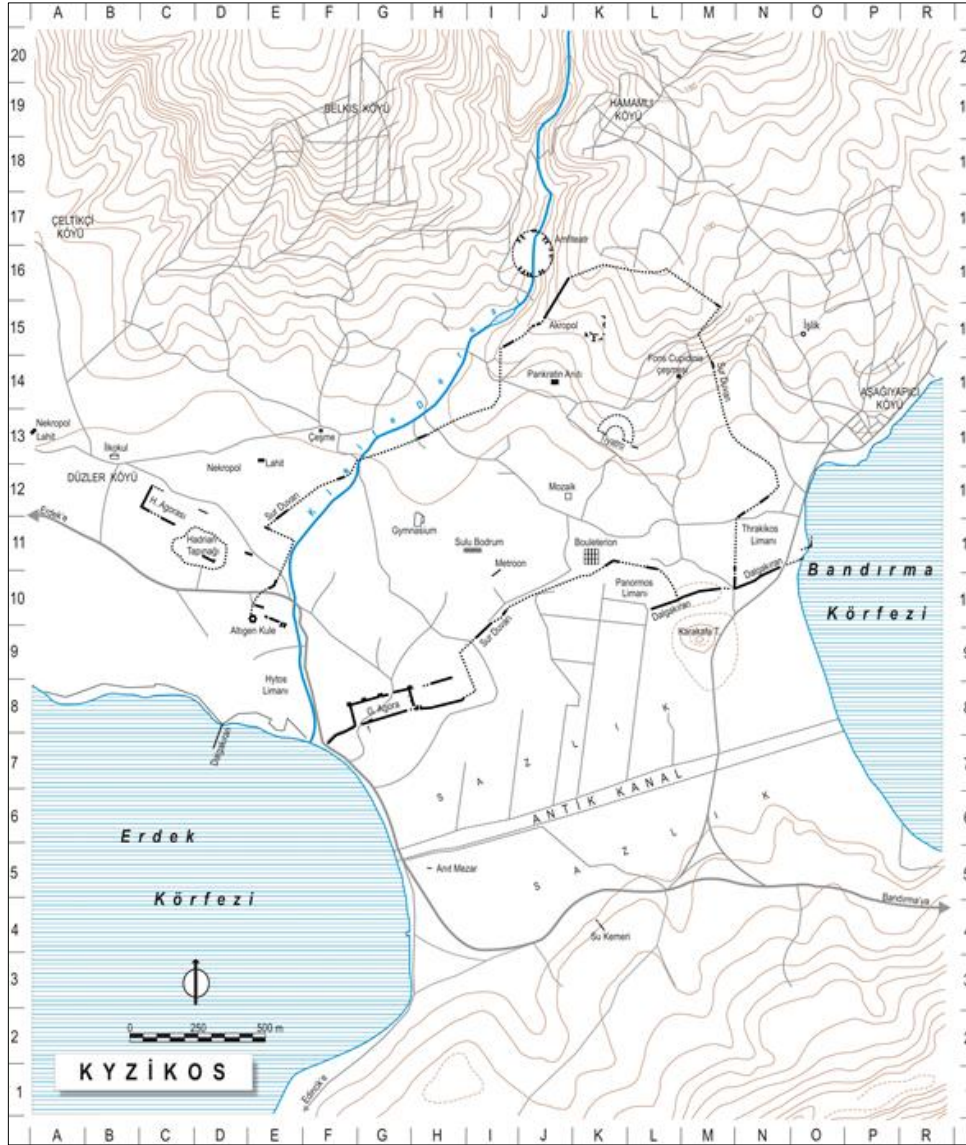 A B C D E F G H I J K L M N O P R
20
19
18
17
16
15
14
13
12
11
10
9
8
7
6
5
4
3
2
1
BELKIS KÖYÜ
HAMAMLI
KÖYÜ
ÇELTİKÇİ
KÖYÜ
Amfiteatr
Akropol
İşlik
Pankratin Anıtı
Fons Cupidinis
çeşmesi
Sur Duvarı
AŞAĞIYAPICI
KÖYÜ
Nekropol
Lahit
İlkokul
Çeşme
Tiyatro
DÜZLER KÖYÜ
Nekropol
Lahit
Mozaik
H. Agorası
Sur Duvarı
Erdek'e
Hadrian
Tapınağı
Gymnasium
Sulu Bodrum
Bouleterion
Metroon
Thrakikos
Limanı
Dalgakıran
Panormos
Limanı
Dalgakıran
Bandırma
Körfezi
Altıgen Kule
Sur Duvarı
Karakafa T.
Hytos
Limanı
G. Agora
Dalgakıran
SAZLIK
ANTİK KANAL
SAZLIK
Erdek
Körfezi
Anıt Mezar
Bandırma'ya
Su Kemeri
0 250 500 m
KYZİKOS
Edincik'e
A B C D E F G H I J K L M N O P R